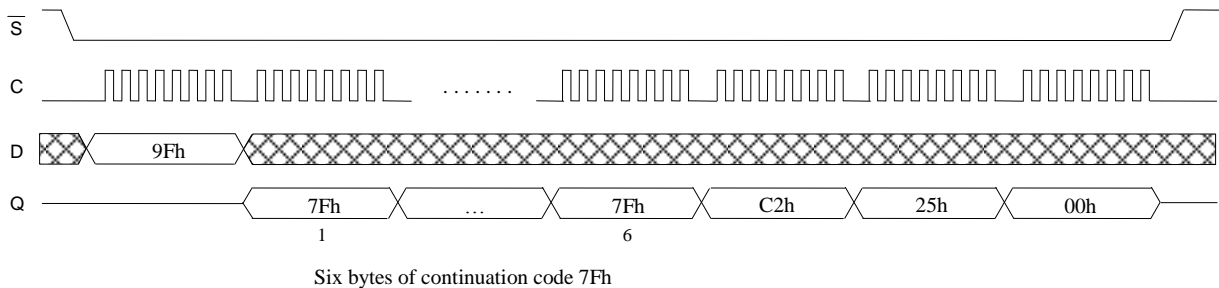 S
C .......
D 9Fh
Q 7Fh ... 7Fh C2h 25h 00h
1 6
Six bytes of continuation code 7Fh